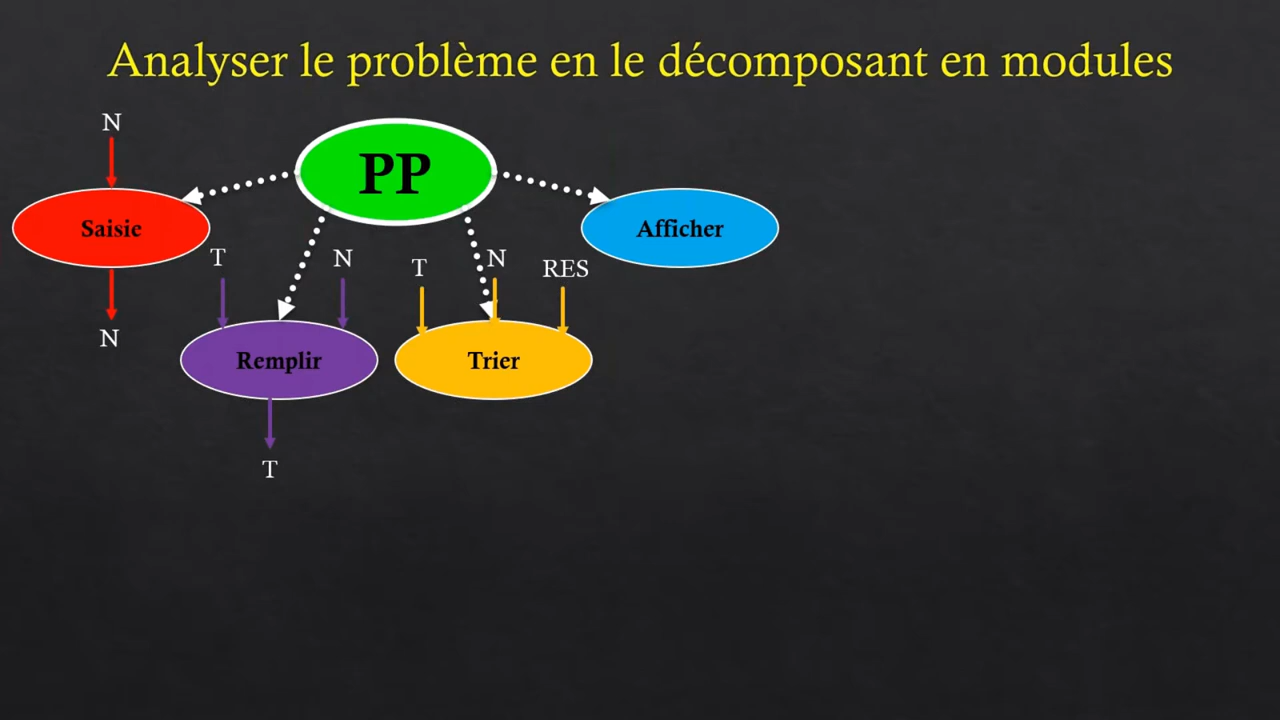 Analyser le problème en le décomposant en modules
N
PP
Saisie
Afficher
T
N
T
N
RES
N
Remplir
Trier
T